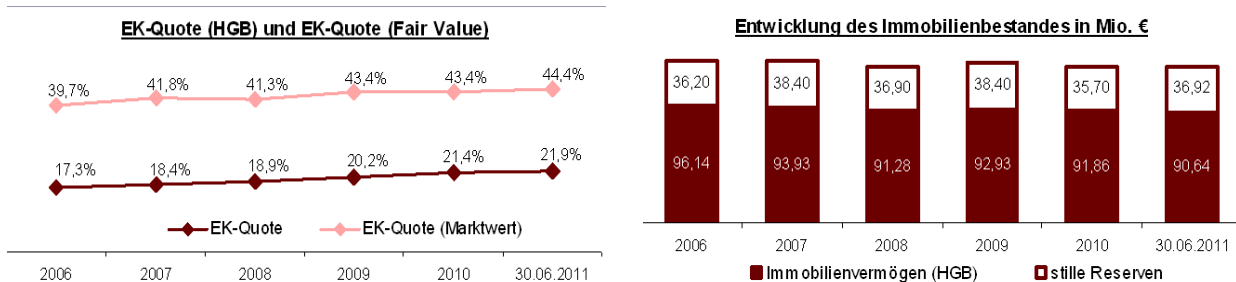 EK-Quote (HGB) und EK-Quote (Fair Value)
39,7% 41,8% 41,3% 43,4% 43,4% 44,4%
17,3% 18,4% 18,9% 20,2% 21,4% 21,9%
EK-Quote EK-Quote (Marktwert)
2006 2007 2008 2009 2010 30.06.2011
Entwicklung des Immobilienbestandes in Mio. €
36,20 38,40 36,90 38,40 35,70 36,92
96,14 93,93 91,28 92,93 91,86 90,64
2006 2007 2008 2009 2010 30.06.2011
Immobilienvermögen (HGB) stille Reserven